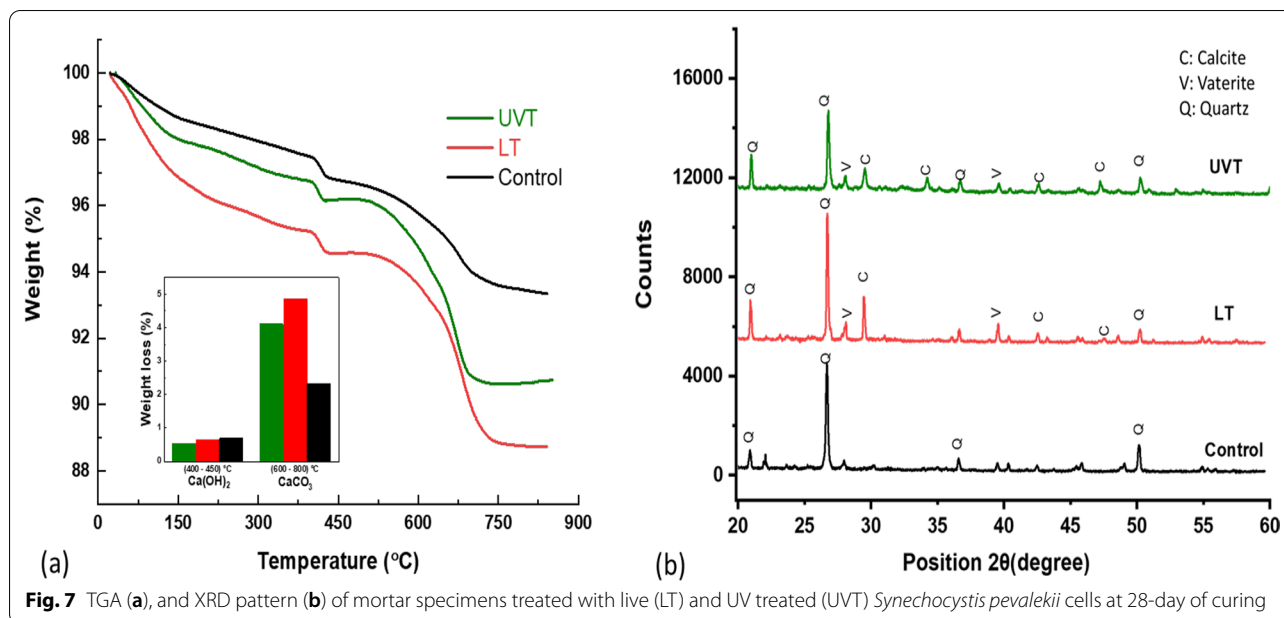 100
98
96
94
92
90
88
Weight (%)
UVT
LT
Control
5
4
3
2
1
0
Weight loss (%)
(400 - 450) °C
Ca(OH)₂
(600 - 800) °C
CaCO₃
0 150 300 450 600 750 900
Temperature (°C)
(a)
16000
12000
8000
4000
0
Counts
C: Calcite
V: Vaterite
Q: Quartz
Q Q V C C Q V C C Q
UVT
Q Q V C V C C Q
LT
Q Q Q Q
Control
20 25 30 35 40 45 50 55 60
Position 2θ(degree)
(b)
Fig. 7 TGA (a), and XRD pattern (b) of mortar specimens treated with live (LT) and UV treated (UVT) Synechocystis pevalekii cells at 28-day of curing